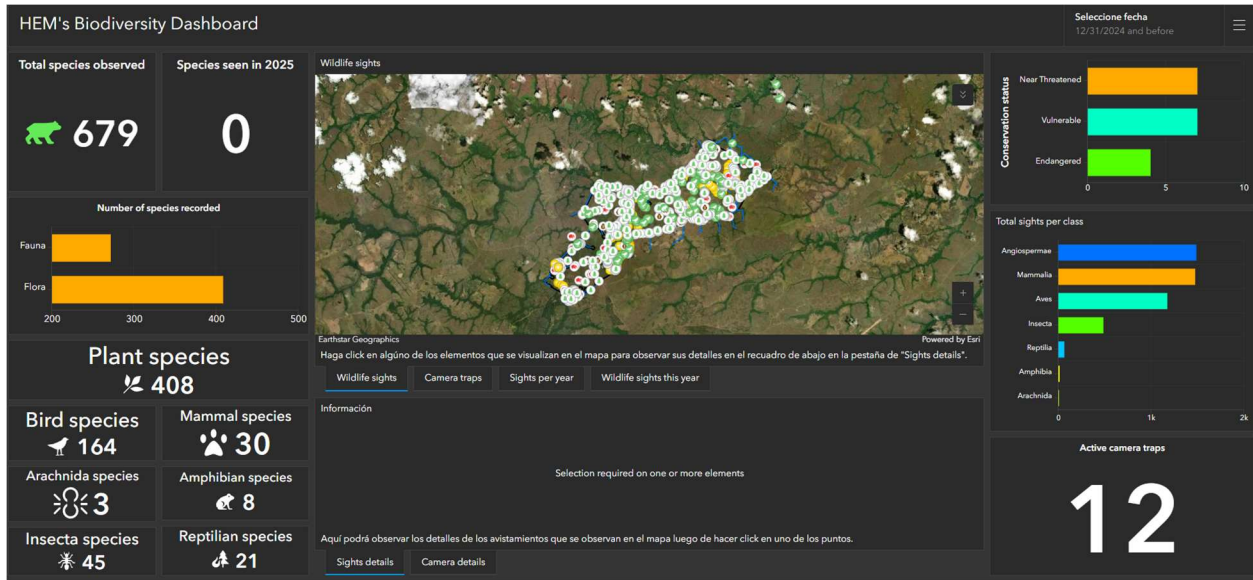 HEM's Biodiversity Dashboard
Seleccione fecha
12/31/2024 and before
Total species observed
679
Species seen in 2025
0
Number of species recorded
Fauna
Flora
200 300 400 500
Plant species
408
Bird species
164
Mammal species
30
Arachnida species
3
Amphibian species
8
Insecta species
45
Reptilian species
21
Wildlife sights
Earthstar Geographics
Powered by Esri
Haga click en algúno de los elementos que se visualizan en el mapa para observar sus detalles en el recuadro de abajo en la pestaña de "Sights details".
Wildlife sights
Camera traps
Sights per year
Wildlife sights this year
Información
Selection required on one or more elements
Aquí podrá observar los detalles de los avistamientos que se observan en el mapa luego de hacer click en uno de los puntos.
Sights details
Camera details
Conservation status
Near Threatened
Vulnerable
Endangered
0 5 10
Total sights per class
Angiospermae
Mammalia
Aves
Insecta
Reptilia
Amphibia
Arachnida
0 1k 2k
Active camera traps
12